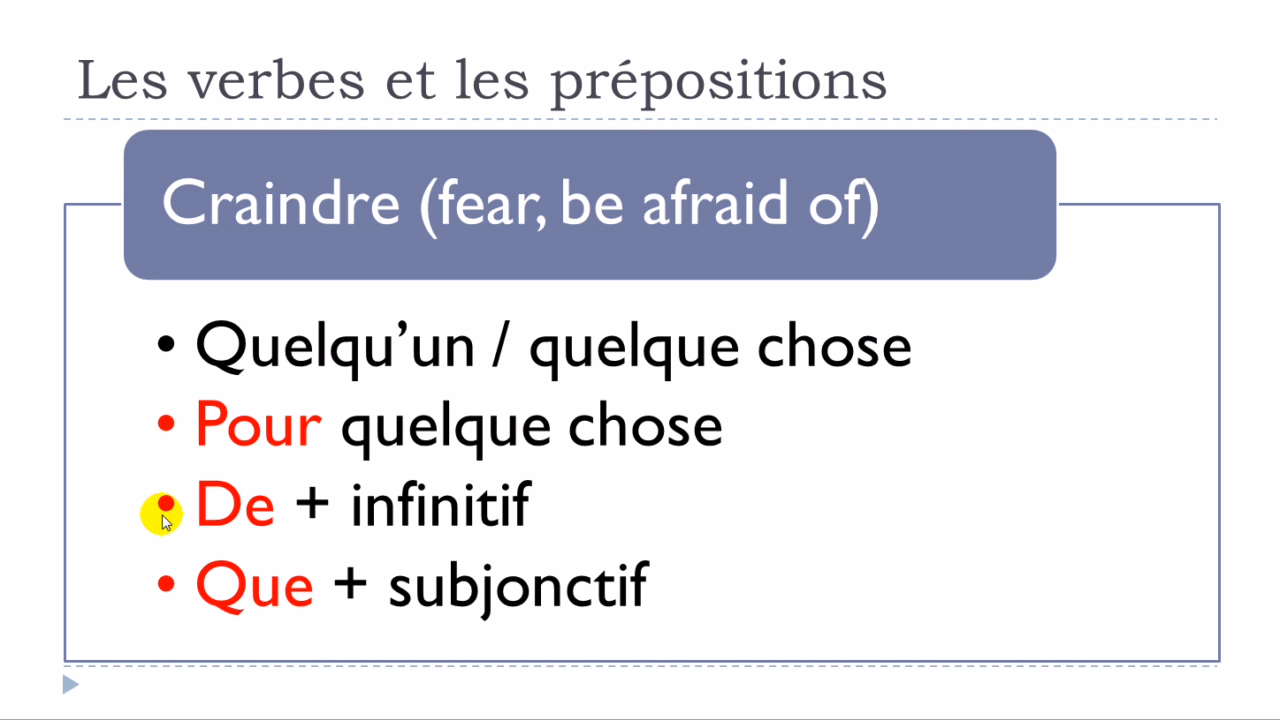 Les verbes et les prépositions
Craindre (fear, be afraid of)
• Quelqu’un / quelque chose
• Pour quelque chose
• De + infinitif
• Que + subjonctif